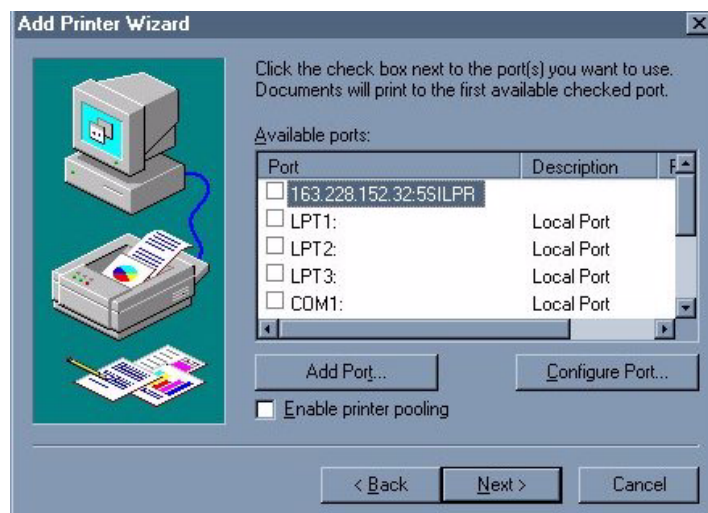 Add Printer Wizard
Click the check box next to the port(s) you want to use.
Documents will print to the first available checked port.
Available ports:
Port Description
163.228.152.32:5SILPR
LPT1: Local Port
LPT2: Local Port
LPT3: Local Port
COM1: Local Port
Add Port... Configure Port...
Enable printer pooling
< Back Next > Cancel